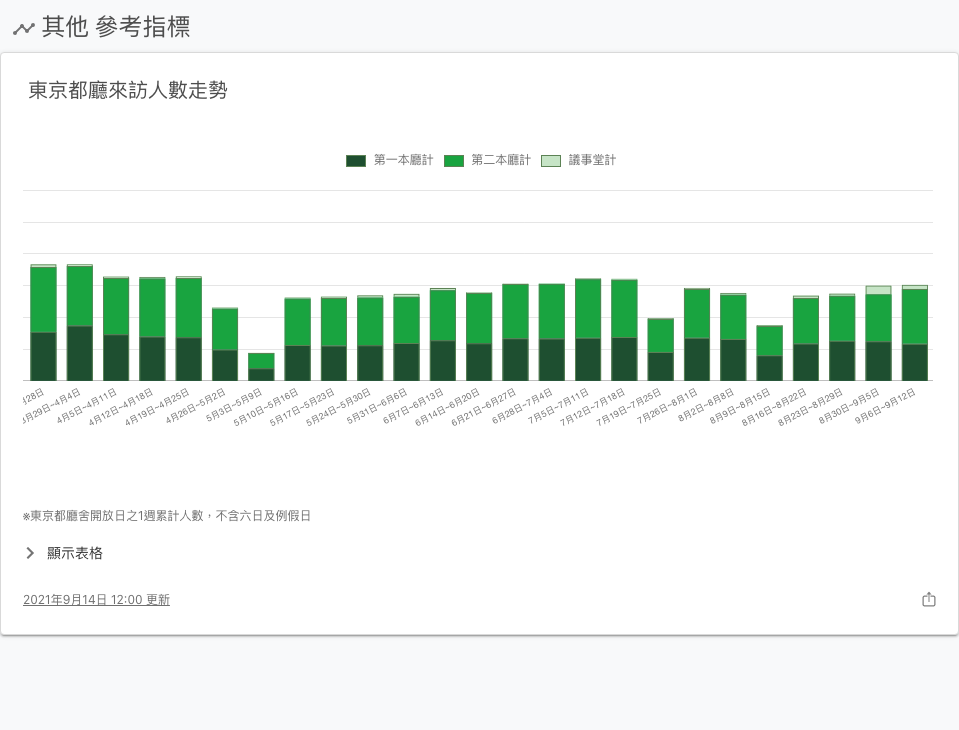 其他 參考指標
東京都廳來訪人數走勢
第一本廳計 第二本廳計 議事堂計
月28日
3月29日~4月4日
4月5日~4月11日
4月12日~4月18日
4月19日~4月25日
4月26日~5月2日
5月3日~5月9日
5月10日~5月16日
5月17日~5月23日
5月24日~5月30日
5月31日~6月6日
6月7日~6月13日
6月14日~6月20日
6月21日~6月27日
6月28日~7月4日
7月5日~7月11日
7月12日~7月18日
7月19日~7月25日
7月26日~8月1日
8月2日~8月8日
8月9日~8月15日
8月16日~8月22日
8月23日~8月29日
8月30日~9月5日
9月6日~9月12日
※東京都廳舍開放日之1週累計人數，不含六日及例假日
顯示表格
2021年9月14日 12:00 更新